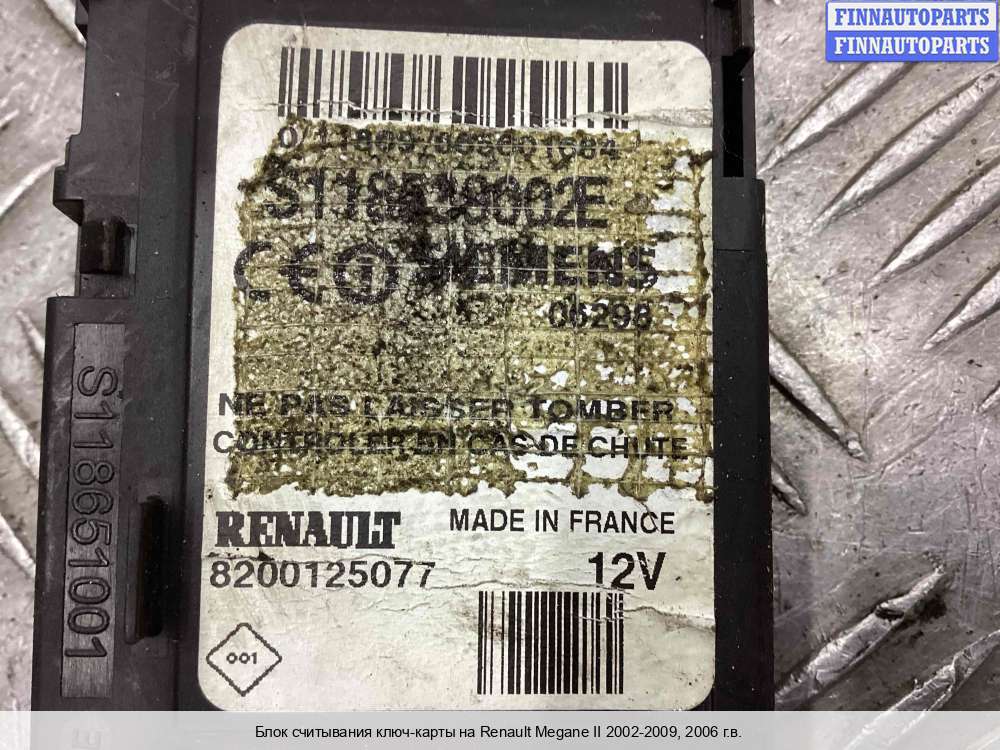 FINNAUTOPARTS
FINNAUTOPARTS
SIEMENS
06298
NE PAS LAISSER TOMBER
CONTROLER EN CAS DE CHUTE
RENAULT
MADE IN FRANCE
8200125077
12V
001
S118651001
Блок считывания ключ-карты на Renault Megane II 2002-2009, 2006 г.в.